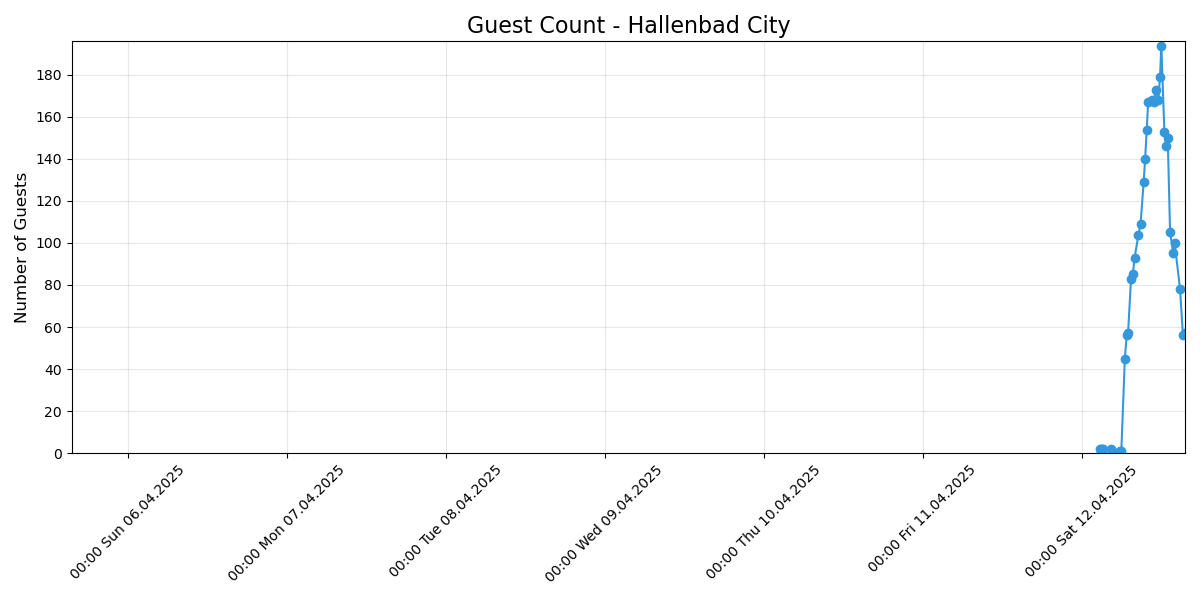 Guest Count - Hallenbad City
Number of Guests
180
160
140
120
100
80
60
40
20
0
00:00 Sun 06.04.2025
00:00 Mon 07.04.2025
00:00 Tue 08.04.2025
00:00 Wed 09.04.2025
00:00 Thu 10.04.2025
00:00 Fri 11.04.2025
00:00 Sat 12.04.2025